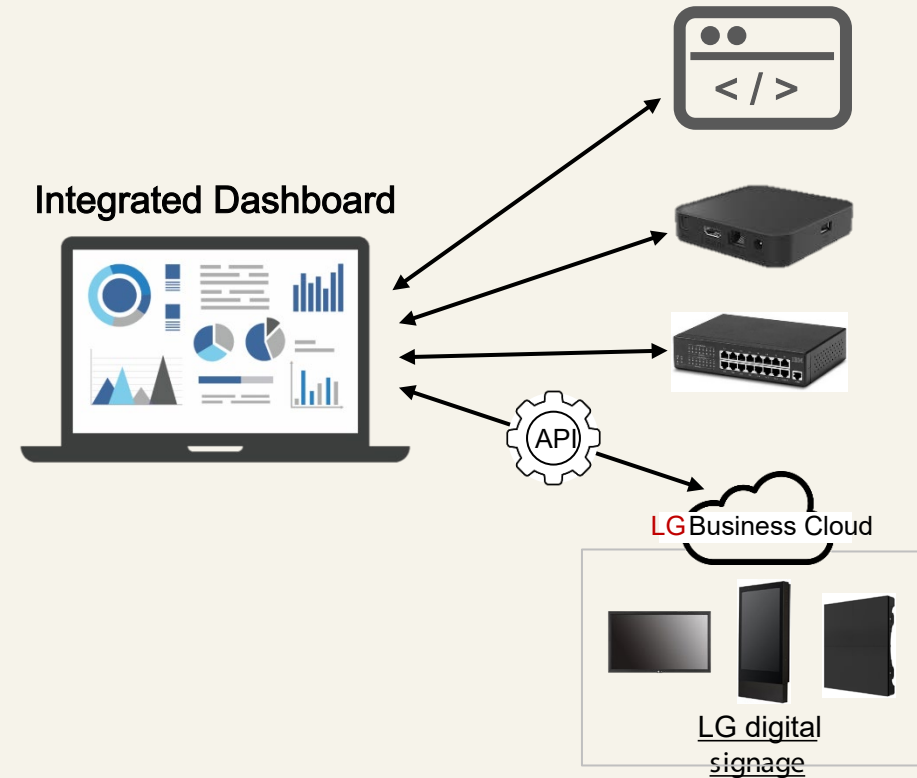 </>
Integrated Dashboard
API
LG Business Cloud
LG digital
signage